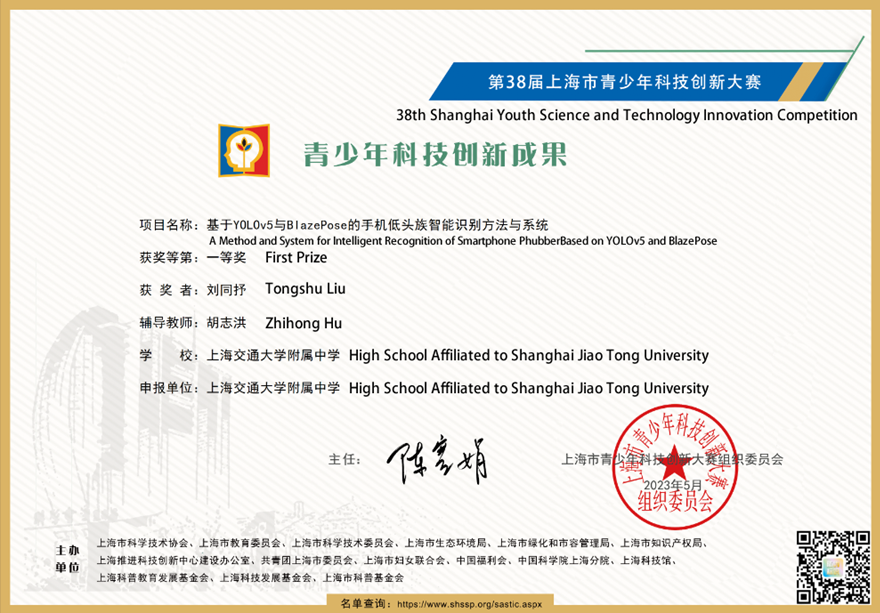 第38届上海市青少年科技创新大赛
38th Shanghai Youth Science and Technology Innovation Competition
青少年科技创新成果
项目名称：基于YOLOv5与BlazePose的手机低头族智能识别方法与系统
A Method and System for Intelligent Recognition of Smartphone PhubberBased on YOLOv5 and BlazePose
获奖等第：一等奖 First Prize
获 奖 者：刘同抒 Tongshu Liu
辅导教师：胡志洪 Zhihong Hu
学 校：上海交通大学附属中学 High School Affiliated to Shanghai Jiao Tong University
申报单位：上海交通大学附属中学 High School Affiliated to Shanghai Jiao Tong University
主任：
上海市青少年科技创新大赛组织委员会
2023年5月
上海市青少年科技创新大赛
组织委员会
主办单位
上海市科学技术协会、上海市教育委员会、上海市科学技术委员会、上海市生态环境局、上海市绿化和市容管理局、上海市知识产权局、
上海推进科技创新中心建设办公室、共青团上海市委员会、上海市妇女联合会、中国福利会、中国科学院上海分院、上海科技馆、
上海科普教育发展基金会、上海科技发展基金会、上海市科普基金会
名单查询：https://www.shssp.org/sastic.aspx